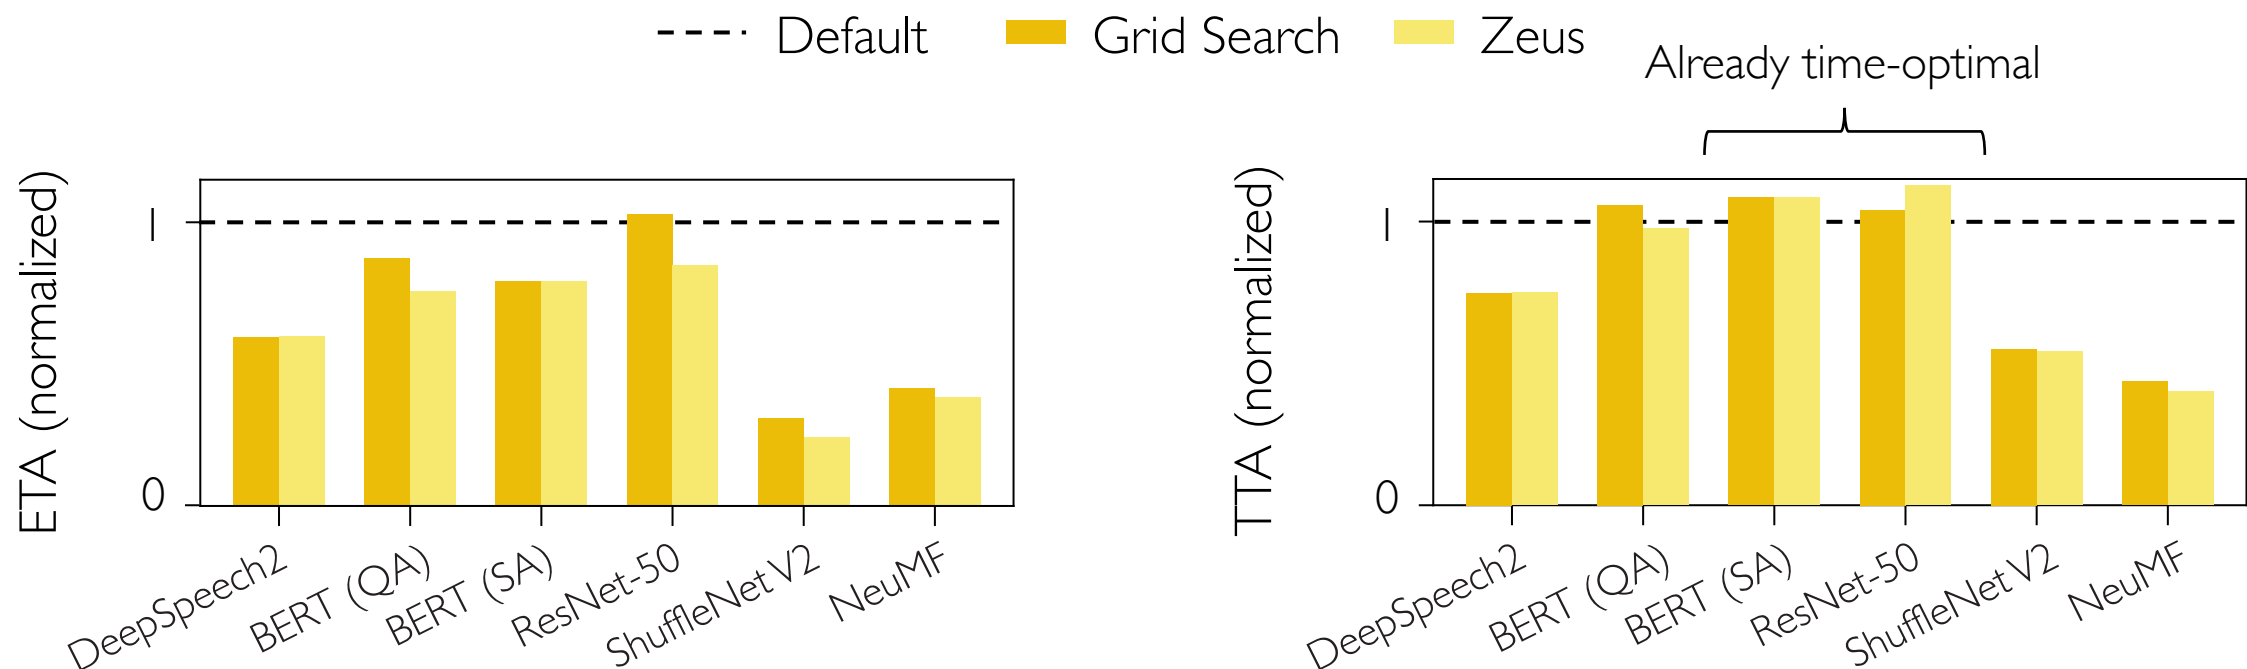 Default Grid Search Zeus
Already time-optimal
ETA (normalized)
1
0
DeepSpeech2
BERT (QA)
BERT (SA)
ResNet-50
ShuffleNet V2
NeuMF
TTA (normalized)
1
0
DeepSpeech2
BERT (QA)
BERT (SA)
ResNet-50
ShuffleNet V2
NeuMF